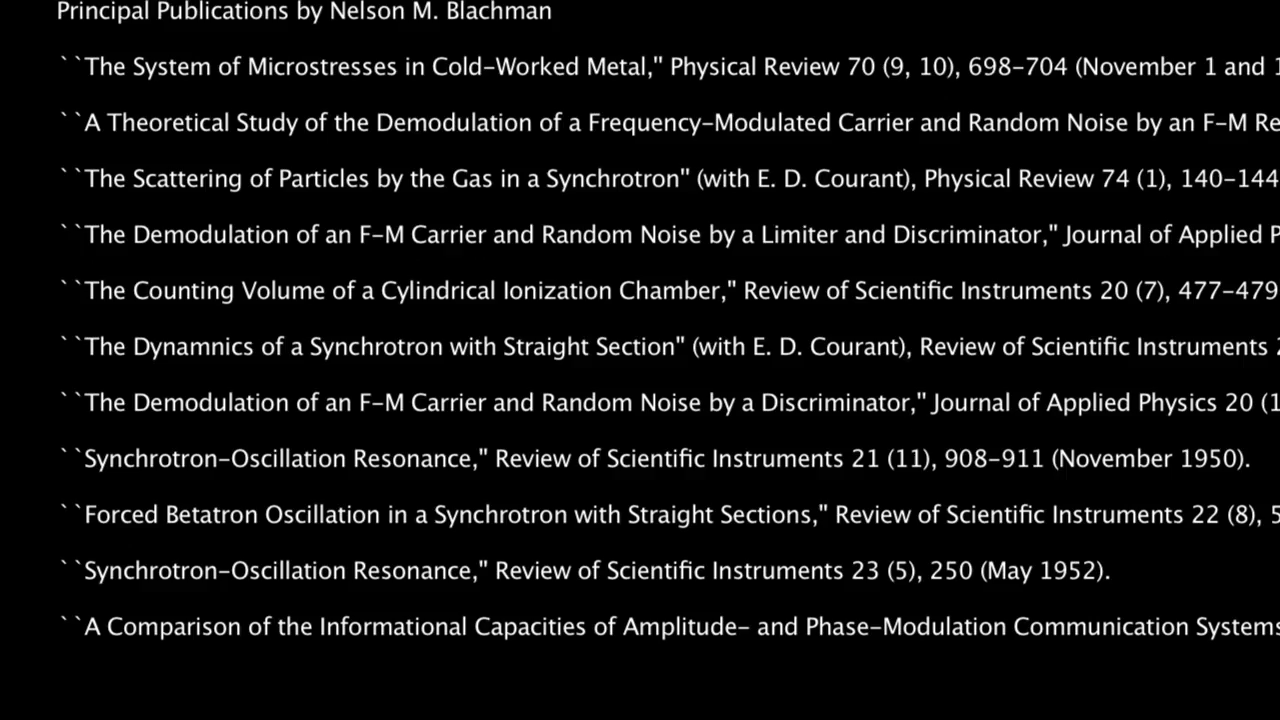 Principal Publications by Nelson M. Blachman
``The System of Microstresses in Cold-Worked Metal,'' Physical Review 70 (9, 10), 698-704 (November 1 and 1
``A Theoretical Study of the Demodulation of a Frequency-Modulated Carrier and Random Noise by an F-M Re
``The Scattering of Particles by the Gas in a Synchrotron'' (with E. D. Courant), Physical Review 74 (1), 140-144
``The Demodulation of an F-M Carrier and Random Noise by a Limiter and Discriminator,'' Journal of Applied P
``The Counting Volume of a Cylindrical Ionization Chamber,'' Review of Scientific Instruments 20 (7), 477-479
``The Dynamnics of a Synchrotron with Straight Section'' (with E. D. Courant), Review of Scientific Instruments 2
``The Demodulation of an F-M Carrier and Random Noise by a Discriminator,'' Journal of Applied Physics 20 (1
``Synchrotron-Oscillation Resonance,'' Review of Scientific Instruments 21 (11), 908-911 (November 1950).
``Forced Betatron Oscillation in a Synchrotron with Straight Sections,'' Review of Scientific Instruments 22 (8), 5
``Synchrotron-Oscillation Resonance,'' Review of Scientific Instruments 23 (5), 250 (May 1952).
``A Comparison of the Informational Capacities of Amplitude- and Phase-Modulation Communication Systems